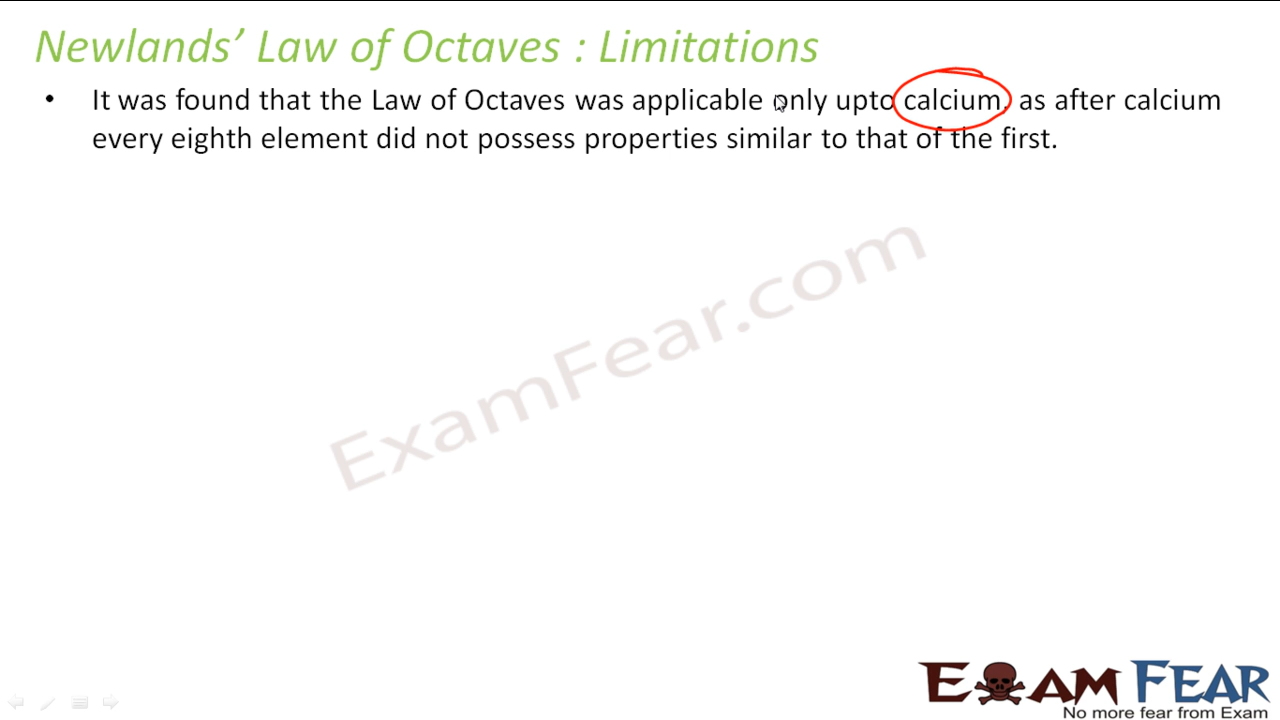 Newlands' Law of Octaves : Limitations
• It was found that the Law of Octaves was applicable only upto calcium, as after calcium
every eighth element did not possess properties similar to that of the first.
ExamFear.com
EXAM FEAR
No more fear from Exam